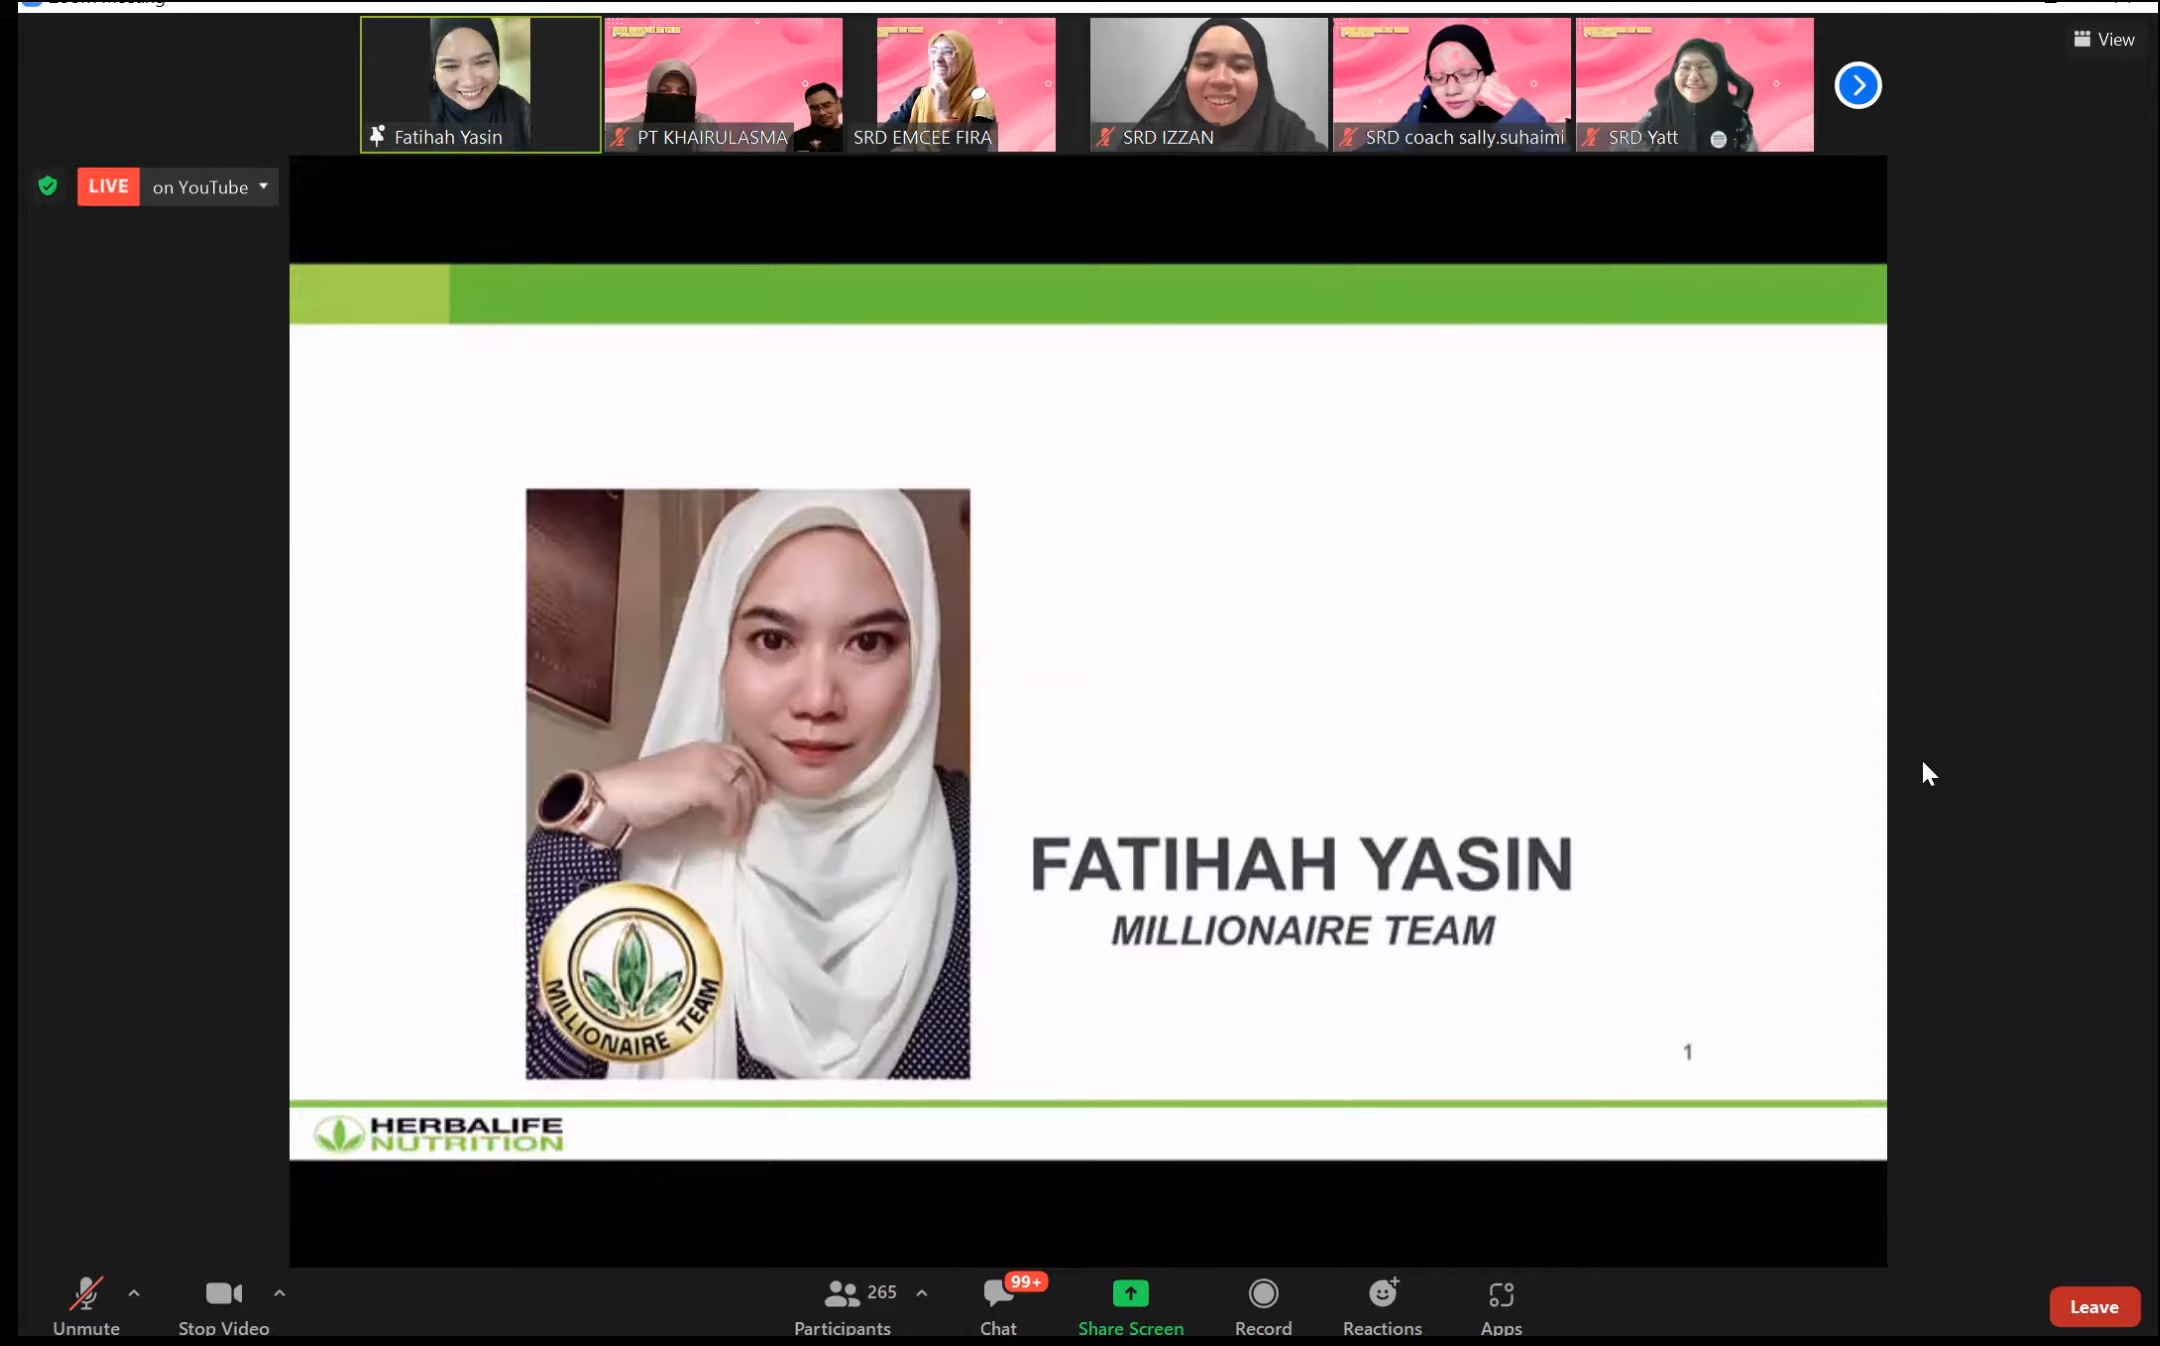 View
Fatihah Yasin
PT KHAIRULASMA
SRD EMCEE FIRA
SRD IZZAN
SRD coach sally.suhaimi
SRD Yatt
LIVE on YouTube
FATIHAH YASIN
MILLIONAIRE TEAM
MILLIONAIRE TEAM
1
HERBALIFE
NUTRITION
265
99+
Unmute
Stop Video
Participants
Chat
Share Screen
Record
Reactions
Apps
Leave